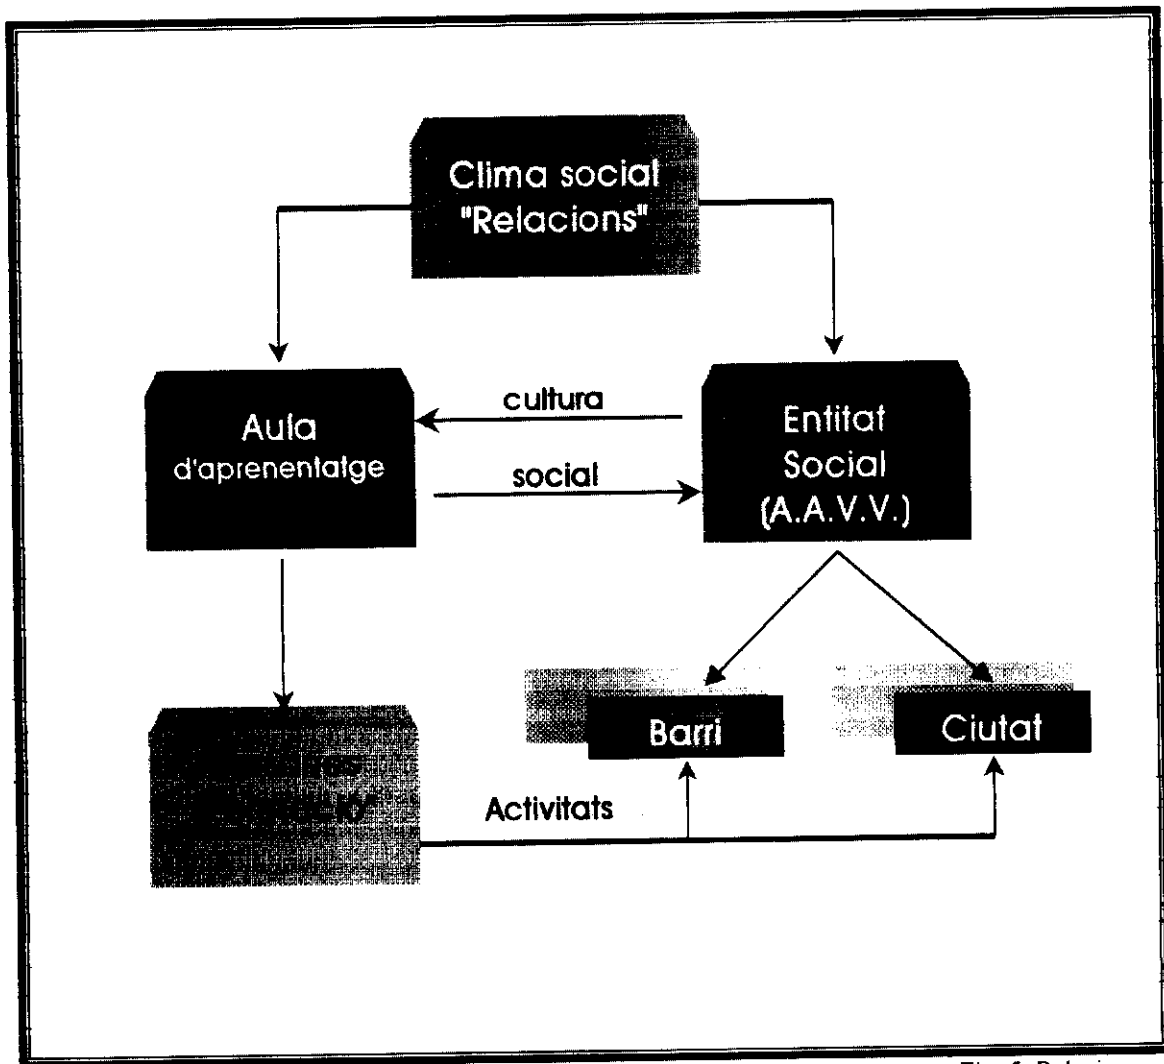 Clima social
"Relacions"
cultura
Aula
d'aprenentatge
Entitat
Social
(A.A.V.V.)
social
Barri
Ciutat
Activitats